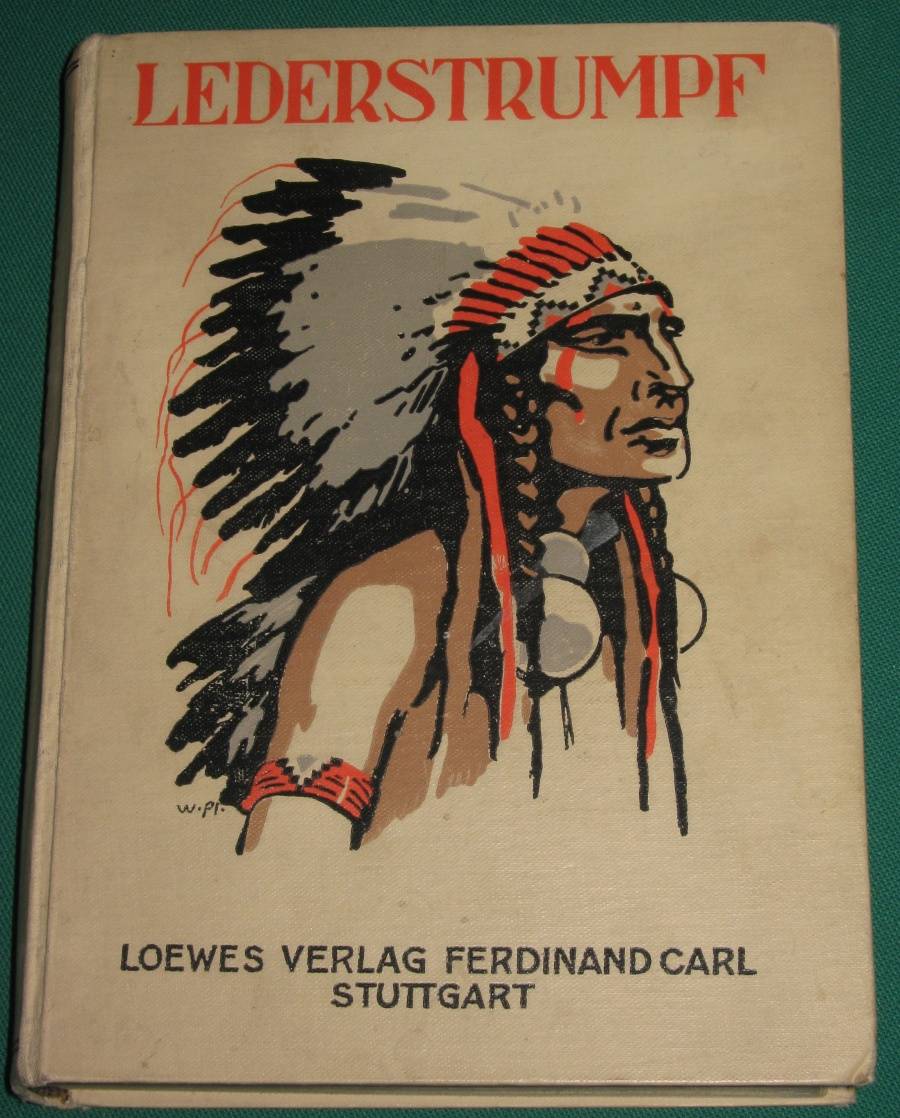 LEDERSTRUMPF
W.Pl.
LOEWES VERLAG FERDINAND CARL
STUTTGART